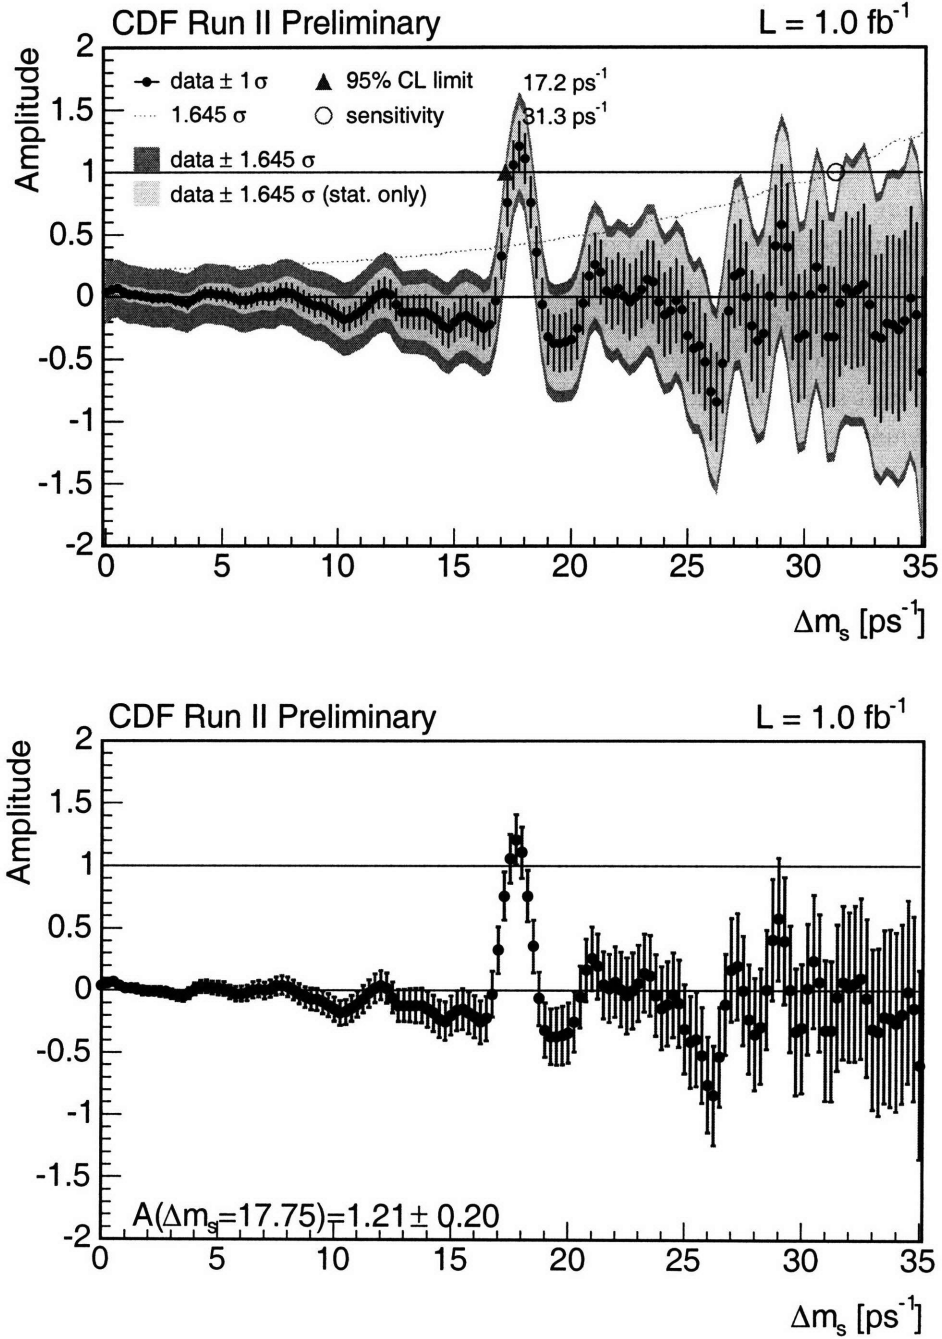 CDF Run II Preliminary L = 1.0 fb⁻¹
Amplitude
2
1.5
1
0.5
0
-0.5
-1
-1.5
-2
data ± 1 σ
1.645 σ
data ± 1.645 σ
data ± 1.645 σ (stat. only)
95% CL limit 17.2 ps⁻¹
sensitivity 31.3 ps⁻¹
0 5 10 15 20 25 30 35
Δmₛ [ps⁻¹]
CDF Run II Preliminary L = 1.0 fb⁻¹
Amplitude
2
1.5
1
0.5
0
-0.5
-1
-1.5
-2
A(Δmₛ=17.75)=1.21± 0.20
0 5 10 15 20 25 30 35
Δmₛ [ps⁻¹]